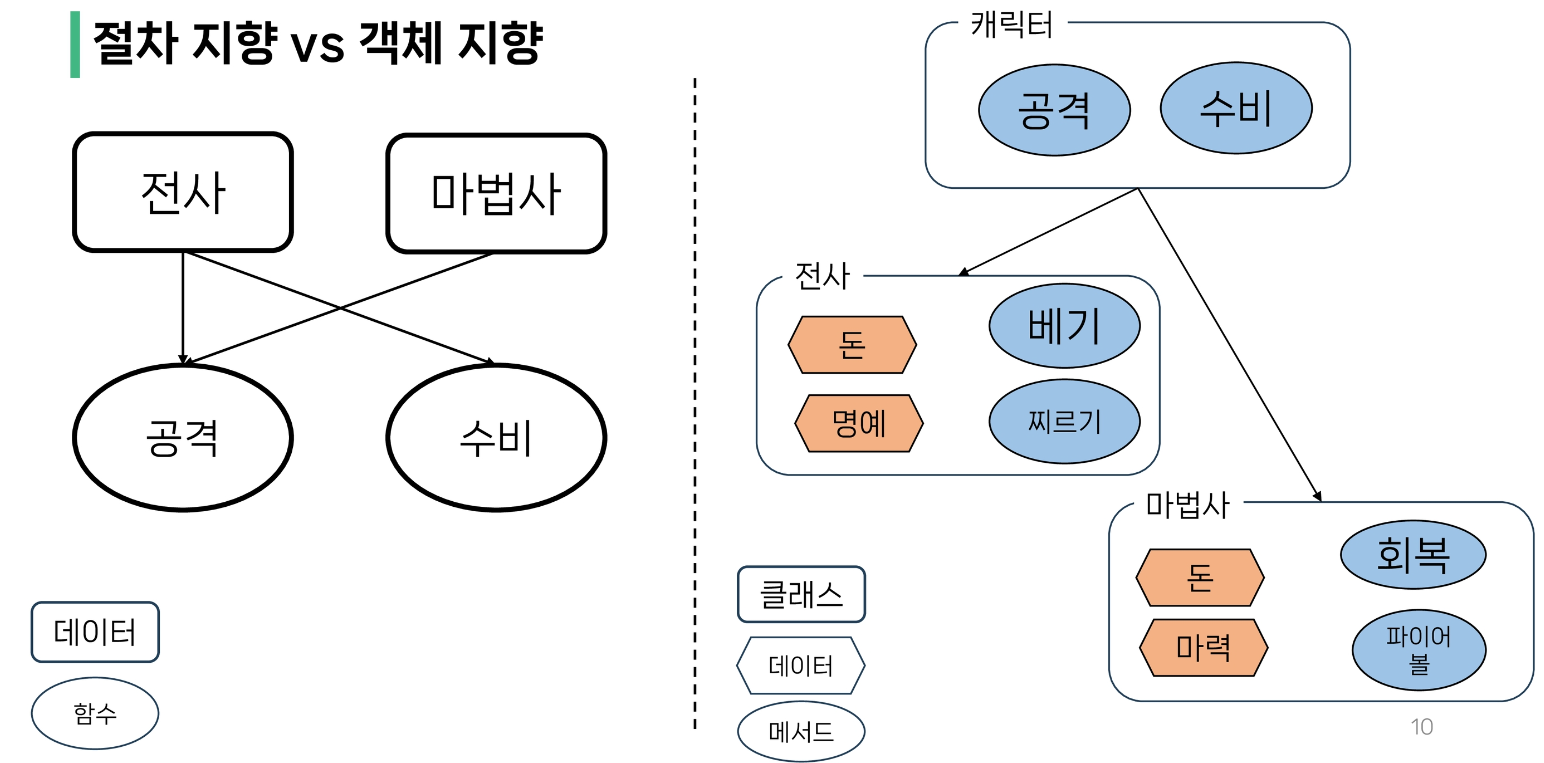 절차 지향 vs 객체 지향
전사
마법사
공격
수비
데이터
함수
캐릭터
공격
수비
전사
돈
베기
명예
찌르기
마법사
돈
회복
마력
파이어
볼
클래스
데이터
메서드
10